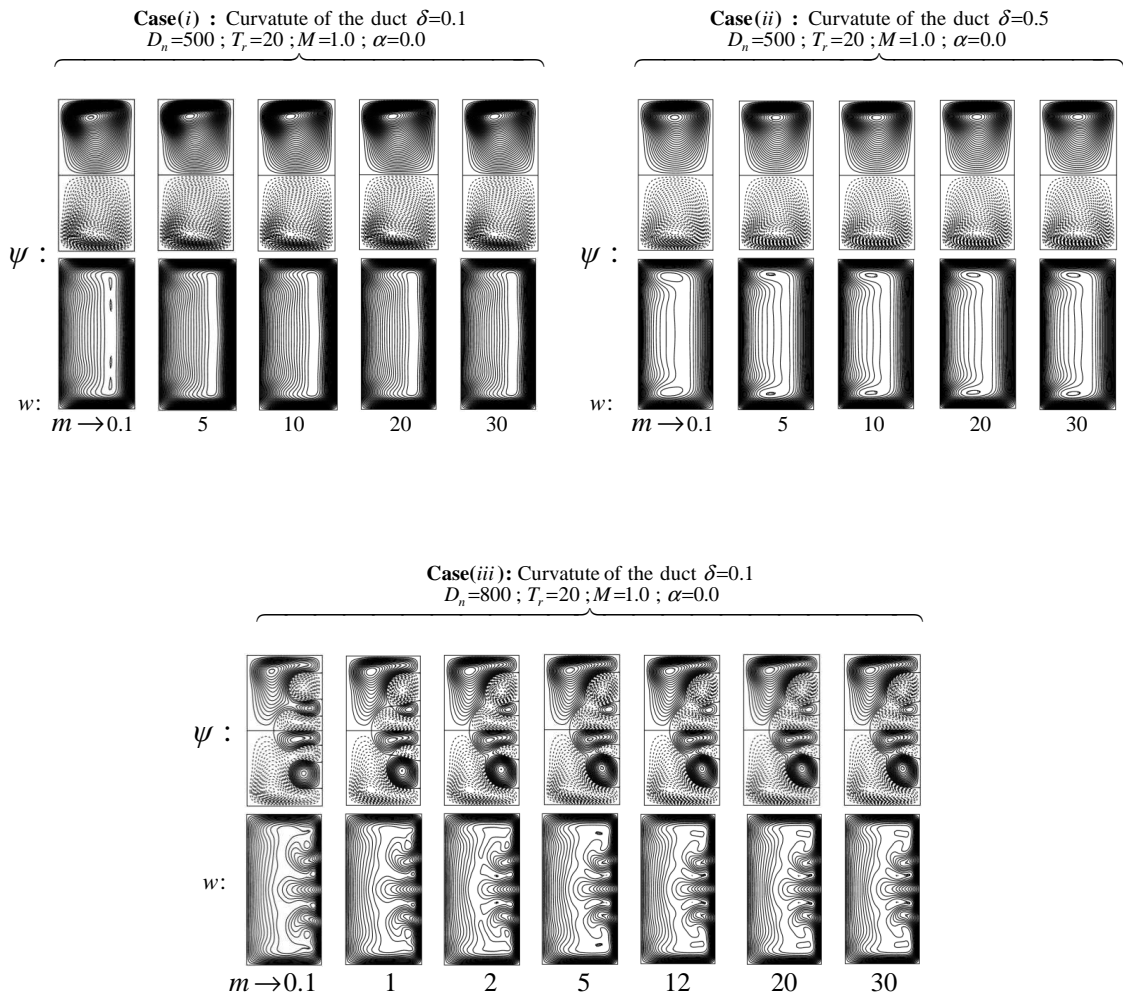 Case(i) : Curvatute of the duct δ=0.1
Dₙ=500 ; Tᵣ=20 ; M=1.0 ; α=0.0
Case(ii) : Curvatute of the duct δ=0.5
Dₙ=500 ; Tᵣ=20 ; M=1.0 ; α=0.0
ψ :
ψ :
w:
w:
m → 0.1 5 10 20 30
m → 0.1 5 10 20 30
Case(iii): Curvatute of the duct δ=0.1
Dₙ=800 ; Tᵣ=20 ; M=1.0 ; α=0.0
ψ :
w:
m → 0.1 1 2 5 12 20 30